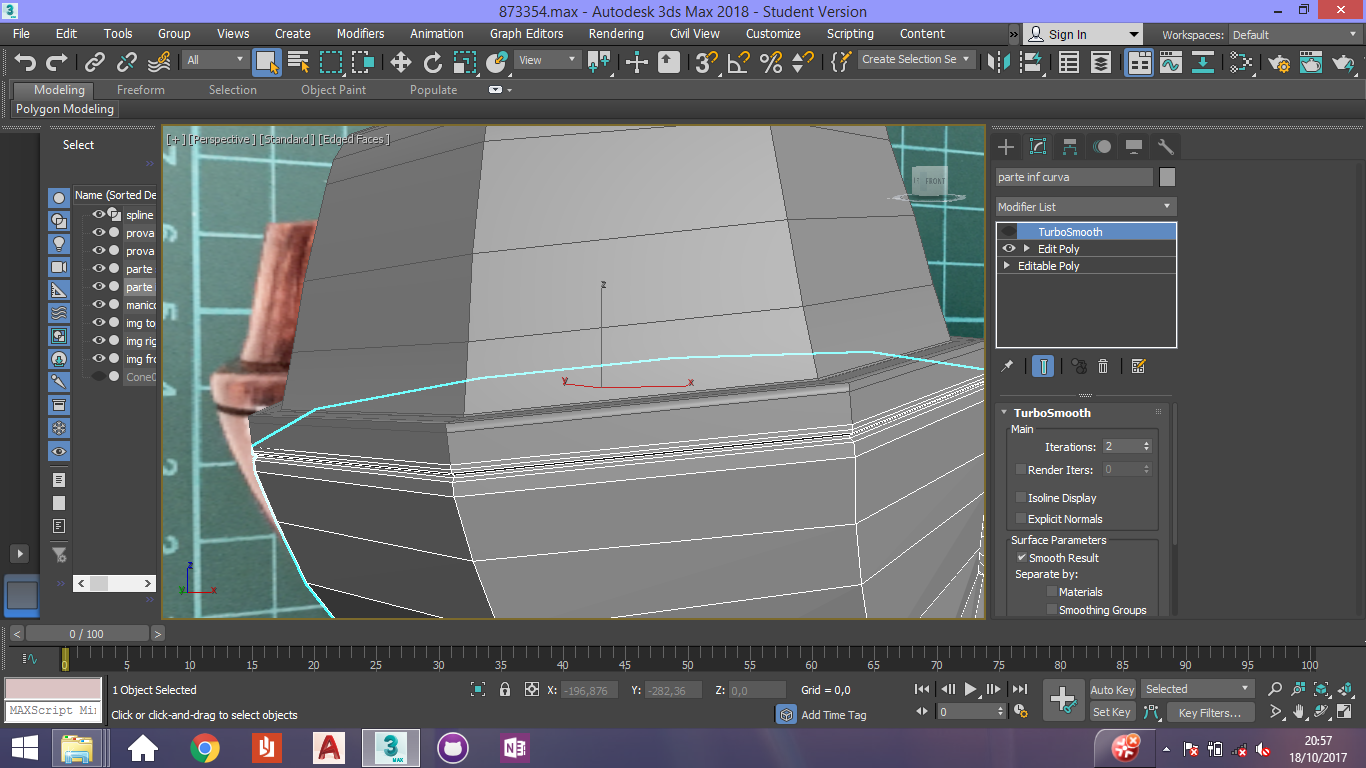 873354.max - Autodesk 3ds Max 2018 - Student Version
File Edit Tools Group Views Create Modifiers Animation Graph Editors Rendering Civil View Customize Scripting Content » Sign In Workspaces: Default
All View Create Selection Se
Modeling Freeform Selection Object Paint Populate
Polygon Modeling
Select
Name (Sorted De
spline
prova
prova
parte
parte
manico
img top
img rig
img fro
[+] [Perspective] [Standard] [Edged Faces]
FRONT
z
y x
z
y x
parte inf curva
Modifier List
TurboSmooth
Edit Poly
Editable Poly
TurboSmooth
Main
Iterations: 2
Render Iters: 0
Isoline Display
Explicit Normals
Surface Parameters
Smooth Result
Separate by:
Materials
Smoothing Groups
< 0 / 100 >
0 5 10 15 20 25 30 35 40 45 50 55 60 65 70 75 80 85 90 95 100
1 Object Selected X: -196,876 Y: -282,36 Z: 0,0 Grid = 0,0 Auto Key Selected
MAXScript Mi
Click or click-and-drag to select objects Add Time Tag 0 Set Key Key Filters...
20:57
18/10/2017